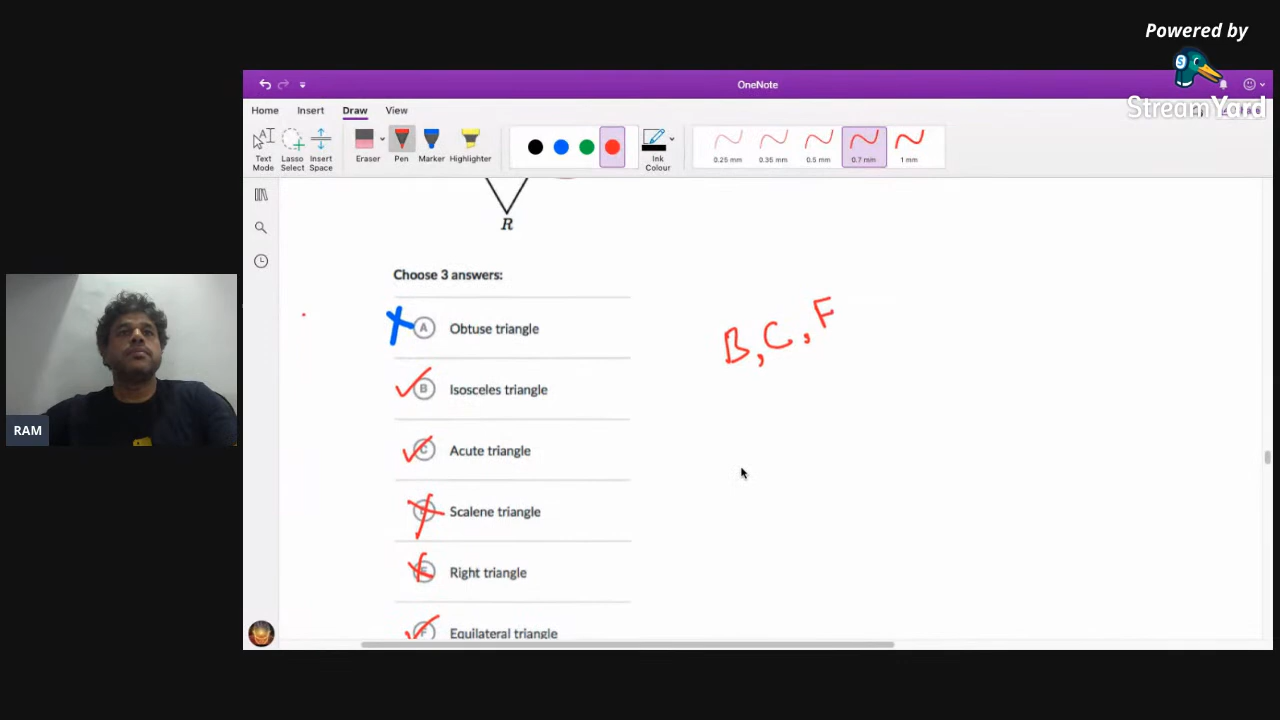 Powered by
StreamYard
OneNote
Home Insert Draw View
Text Mode
Lasso Select
Insert Space
Eraser
Pen
Marker
Highlighter
Ink Colour
0.25 mm
0.35 mm
0.5 mm
0.7 mm
1 mm
R
Choose 3 answers:
A Obtuse triangle
B Isosceles triangle
C Acute triangle
Scalene triangle
Right triangle
F Equilateral triangle
B, C, F
RAM